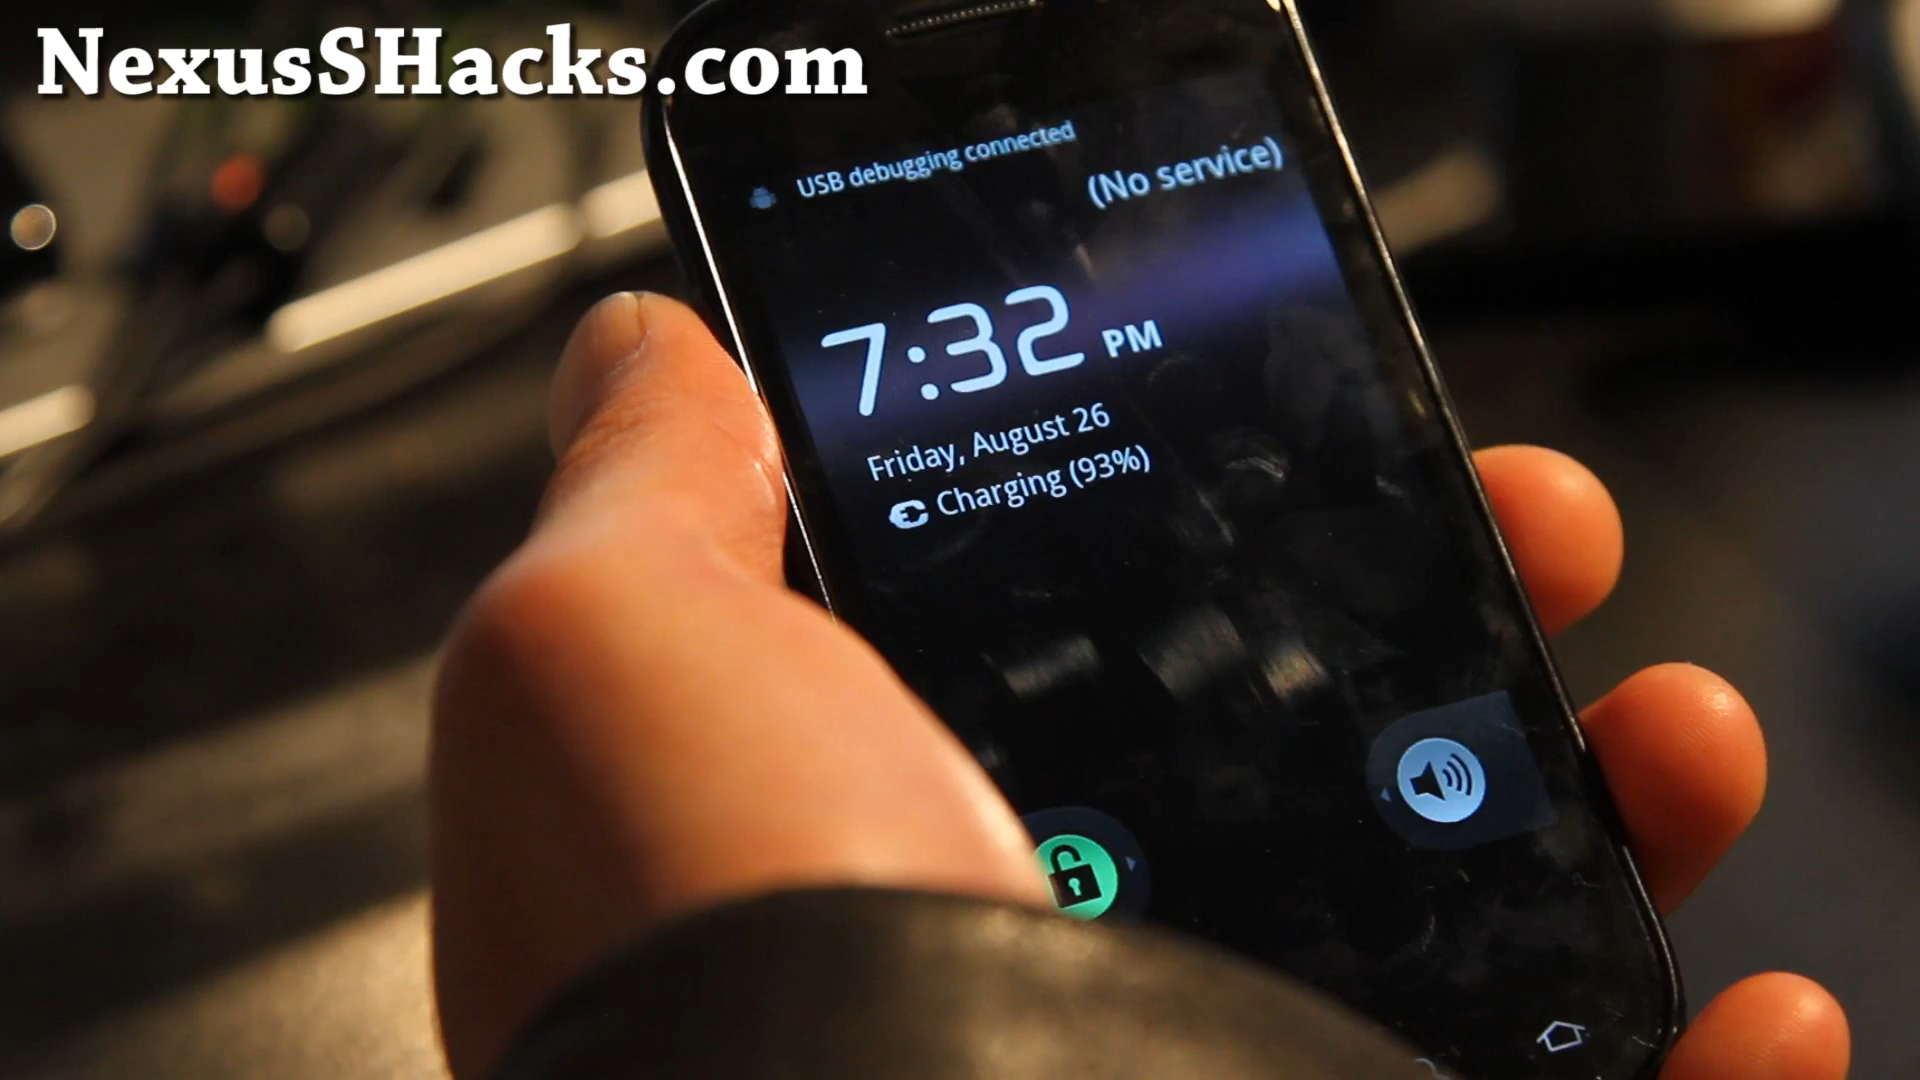 NexusSHacks.com
USB debugging connected
(No service)
7:32 PM
Friday, August 26
Charging (93%)